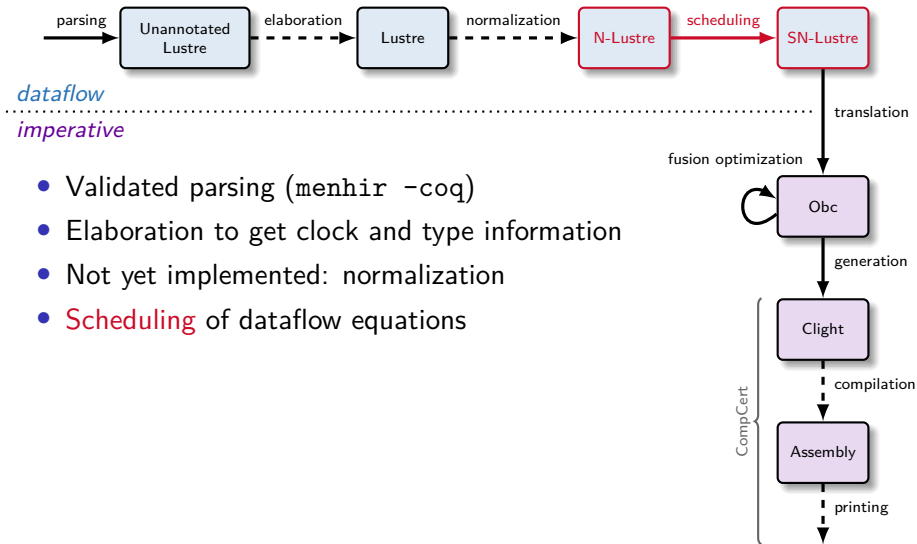 parsing
Unannotated
Lustre
elaboration
Lustre
normalization
N-Lustre
scheduling
SN-Lustre
dataflow
imperative
translation
fusion optimization
Obc
generation
• Validated parsing (menhir -coq)
• Elaboration to get clock and type information
• Not yet implemented: normalization
• Scheduling of dataflow equations
CompCert
Clight
compilation
Assembly
printing